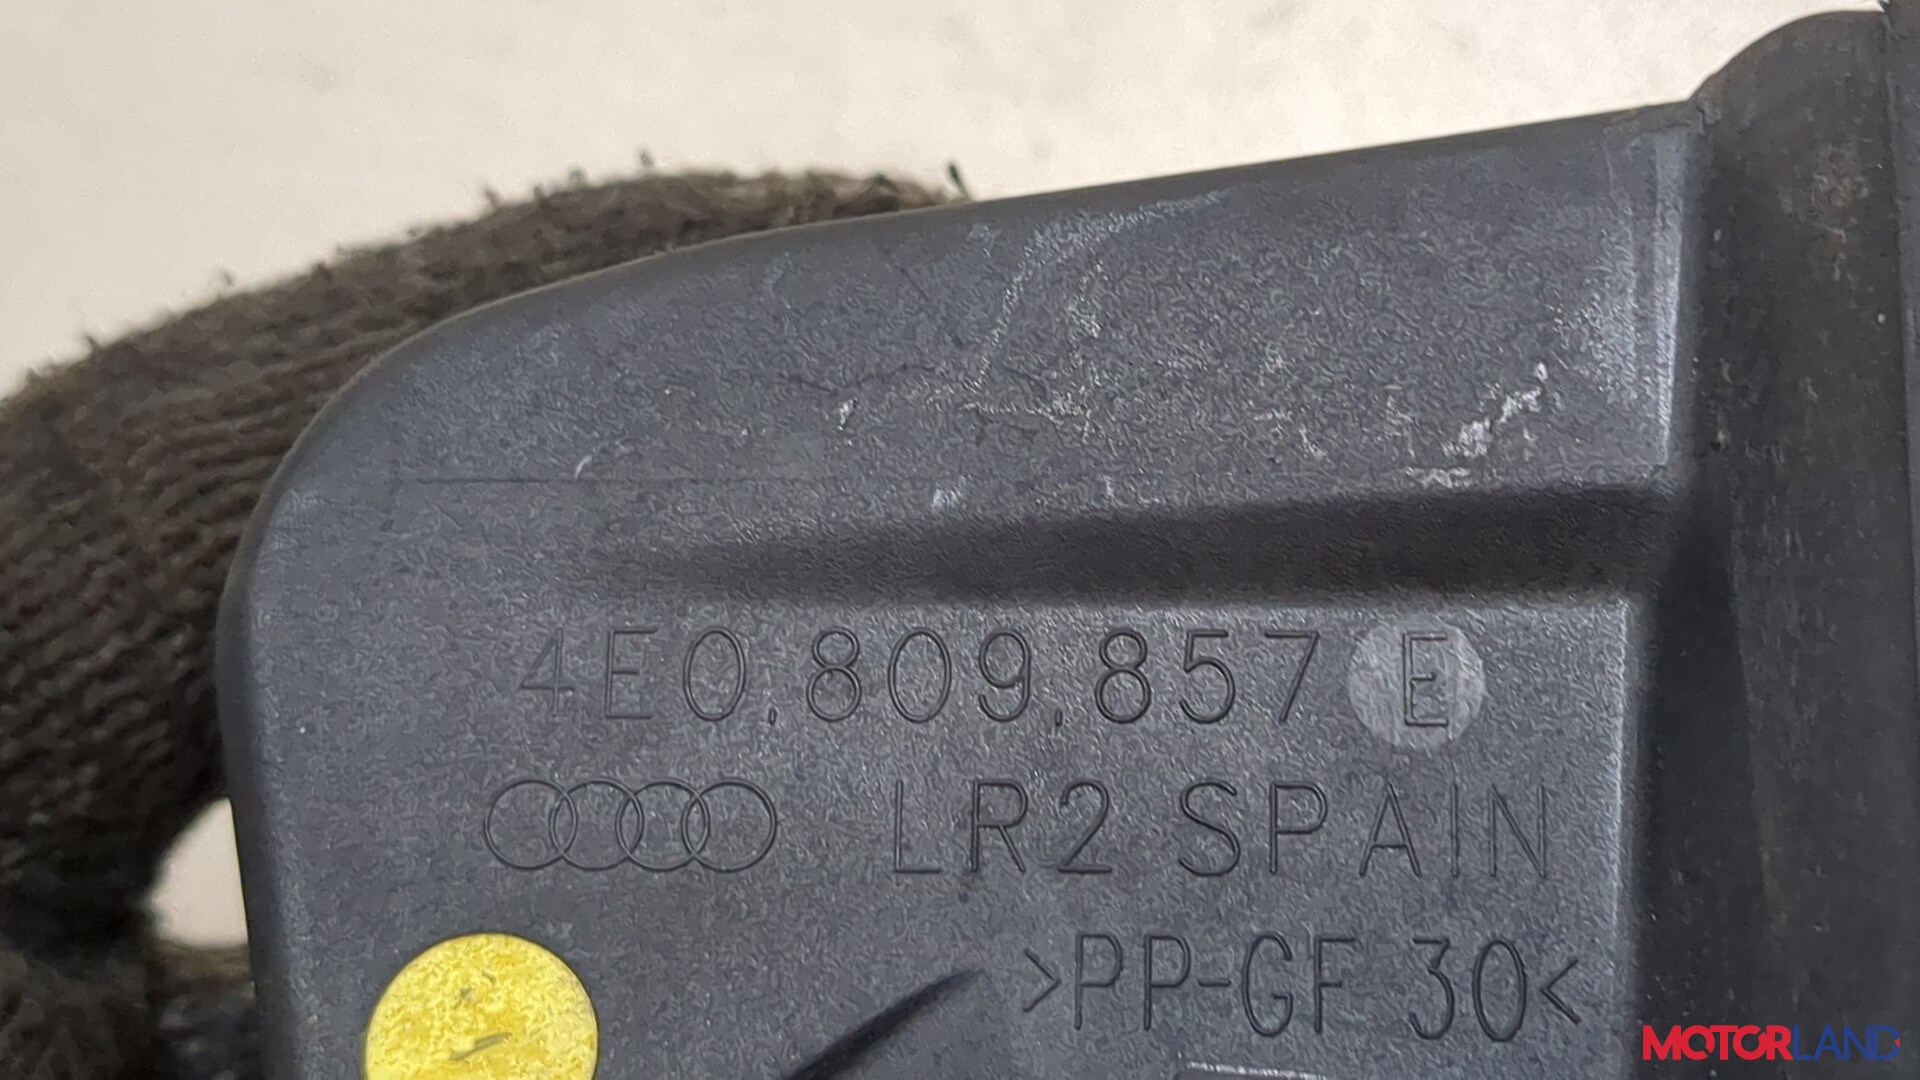 4E0.809.857 E
LR2 SPAIN
>PP-GF 30<
MOTORLAND